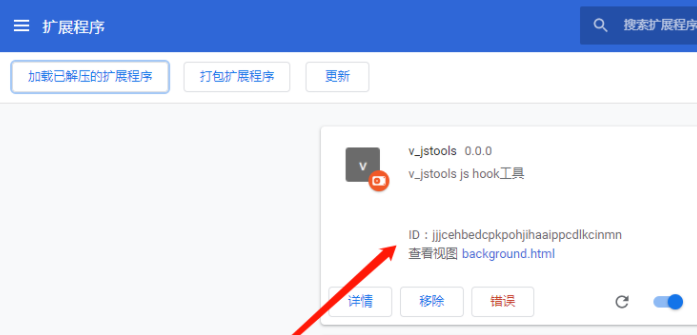 扩展程序
搜索扩展程序
加载已解压的扩展程序
打包扩展程序
更新
V
v_jstools 0.0.0
v_jstools js hook工具
ID：jjjcehbedcpkpohjihaaippcdlkcinmn
查看视图 background.html
详情
移除
错误